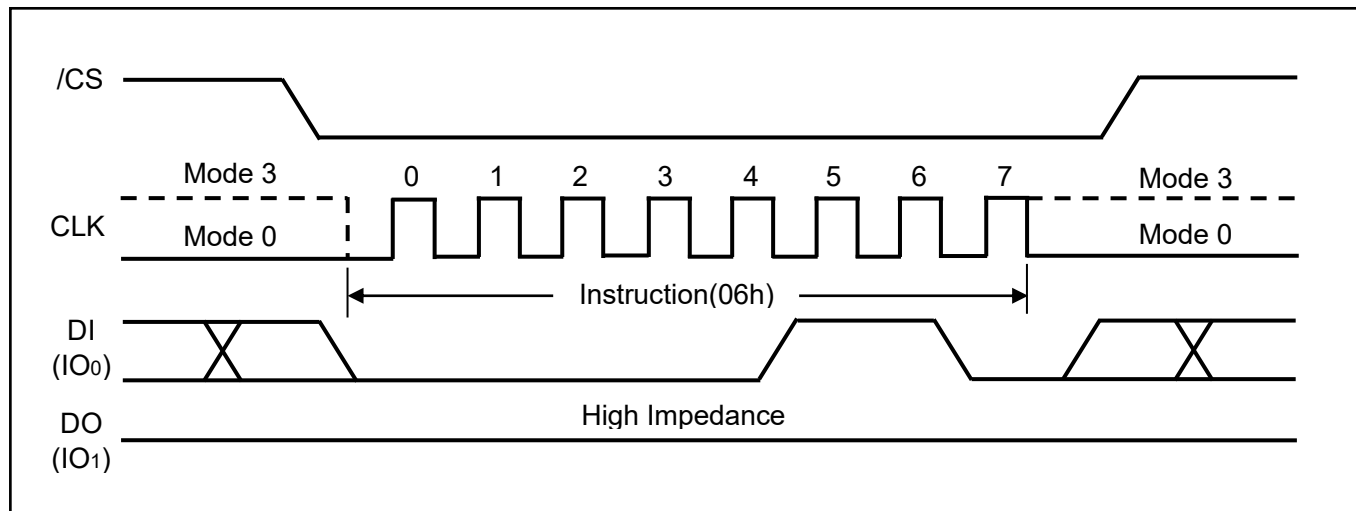 /CS
Mode 3
0 1 2 3 4 5 6 7
Mode 3
CLK
Mode 0
Mode 0
Instruction(06h)
DI
(IO0)
High Impedance
DO
(IO1)